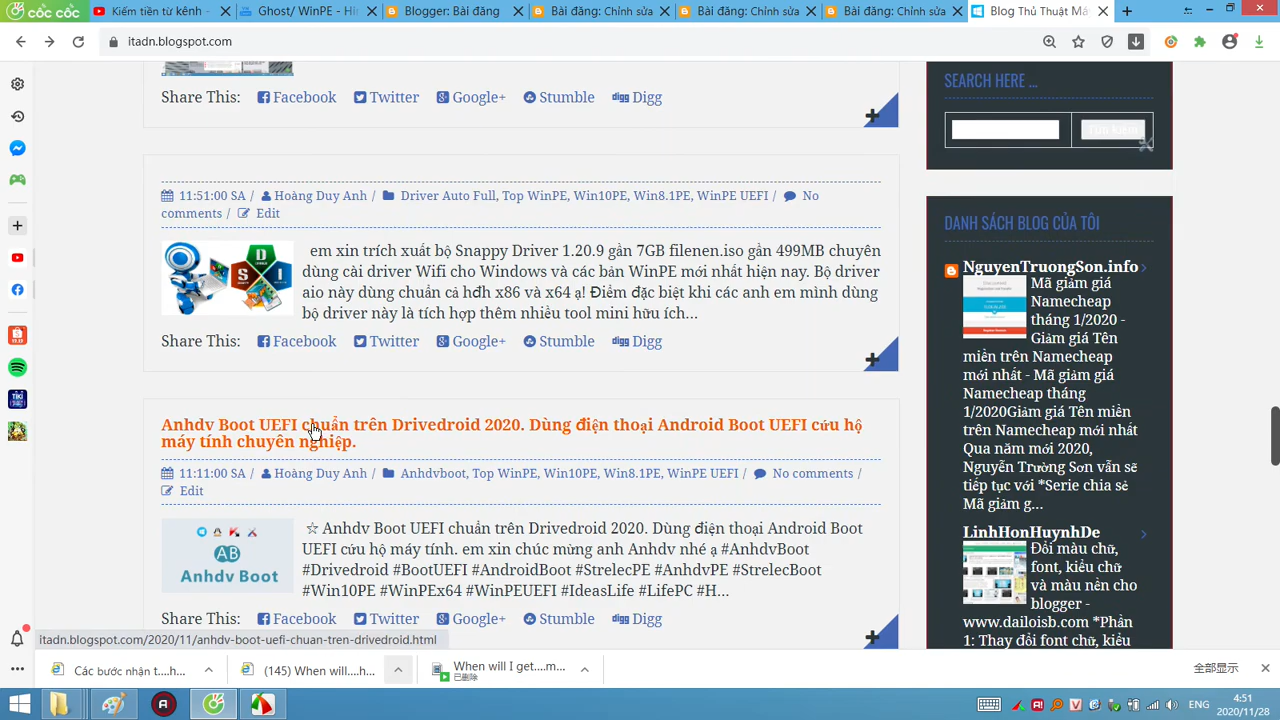 cốc cốc
Kiếm tiền từ kênh -
Ghost/ WinPE - Hi
Blogger: Bài đăng
Bài đăng: Chỉnh sửa
Bài đăng: Chỉnh sửa
Bài đăng: Chỉnh sửa
Blog Thủ Thuật Má
itadn.blogspot.com
Share This: Facebook Twitter Google+ Stumble Digg
11:51:00 SA / Hoàng Duy Anh / Driver Auto Full, Top WinPE, Win10PE, Win8.1PE, WinPE UEFI / No
comments / Edit
em xin trích xuất bộ Snappy Driver 1.20.9 gần 7GB filenen.iso gần 499MB chuyên
dùng cài driver Wifi cho Windows và các bản WinPE mới nhất hiện nay. Bộ driver
o này dùng chuẩn cả hđh x86 và x64 ạ! Điểm đặc biệt khi các anh em mình dùng
bộ driver này là tích hợp thêm nhiều tool mini hữu ích...
Share This: Facebook Twitter Google+ Stumble Digg
Anhdv Boot UEFI chuẩn trên Drivedroid 2020. Dùng điện thoại Android Boot UEFI cứu hộ
máy tính chuyên nghiệp.
11:11:00 SA / Hoàng Duy Anh / Anhdvboot, Top WinPE, Win10PE, Win8.1PE, WinPE UEFI / No comments /
Edit
AB
Anhdv Boot
☆ Anhdv Boot UEFI chuẩn trên Drivedroid 2020. Dùng điện thoại Android Boot
UEFI cứu hộ máy tính. em xin chúc mừng anh Anhdv nhé ạ #AnhdvBoot
#Drivedroid #BootUEFI #AndroidBoot #StrelecPE #AnhdvPE #StrelecBoot
#Win10PE #WinPEx64 #WinPEUEFI #IdeasLife #LifePC #H...
Share This: Facebook Twitter Google+ Stumble Digg
SEARCH HERE ...
Tìm kiếm
DANH SÁCH BLOG CỦA TÔI
NguyenTruongSon.info
Mã giảm giá
Namecheap
tháng 1/2020 -
Giảm giá Tên
miền trên Namecheap
mới nhất - Mã giảm giá
Namecheap tháng
1/2020Giảm giá Tên
miền trên Namecheap
mới nhất tháng 1/2020
Qua năm mới 2020,
Nguyễn Trường Sơn vẫn sẽ
tiếp tục với *Serie chia sẻ
Mã giảm g...
LinhHonHuynhDe
Đổi màu chữ,
font, kiểu chữ
và màu nền cho
blogger -
www.dailoisb.com *Phần
1: Thay đổi font chữ, kiểu
itadn.blogspot.com/2020/11/anhdv-boot-uefi-chuan-tren-drivedroid.html
Các bước nhận t....h...
(145) When will....h...
When will I get....m...
已删除
全部显示
ENG
4:51
2020/11/28